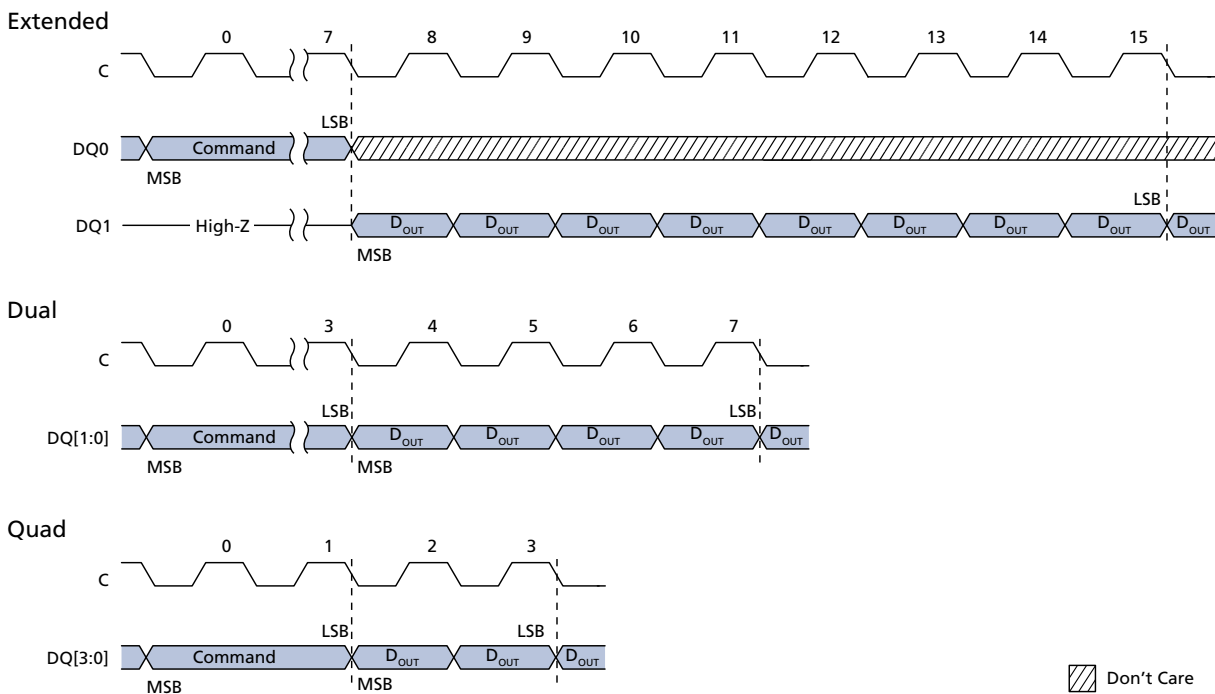 Extended
0 7 8 9 10 11 12 13 14 15
C
LSB
DQ0 Command
MSB
LSB
DQ1 High-Z DOUT DOUT DOUT DOUT DOUT DOUT DOUT DOUT DOUT
MSB
Dual
0 3 4 5 6 7
C
LSB LSB
DQ[1:0] Command DOUT DOUT DOUT DOUT DOUT
MSB MSB
Quad
0 1 2 3
C
LSB LSB
DQ[3:0] Command DOUT DOUT DOUT
MSB MSB
Don't Care